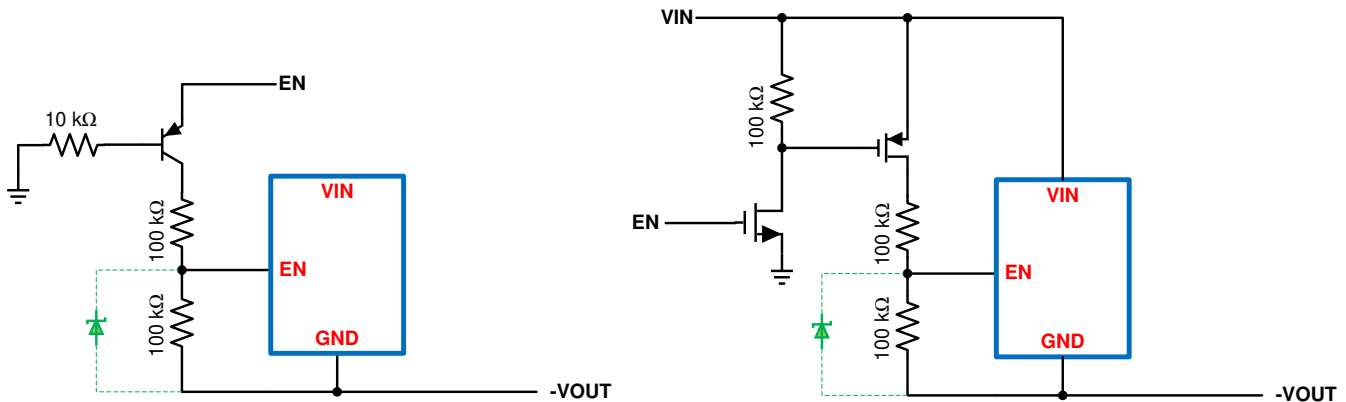 EN
10 kΩ
100 kΩ
VIN
EN
100 kΩ
GND
-VOUT
VIN
100 kΩ
EN
100 kΩ
VIN
EN
100 kΩ
GND
-VOUT